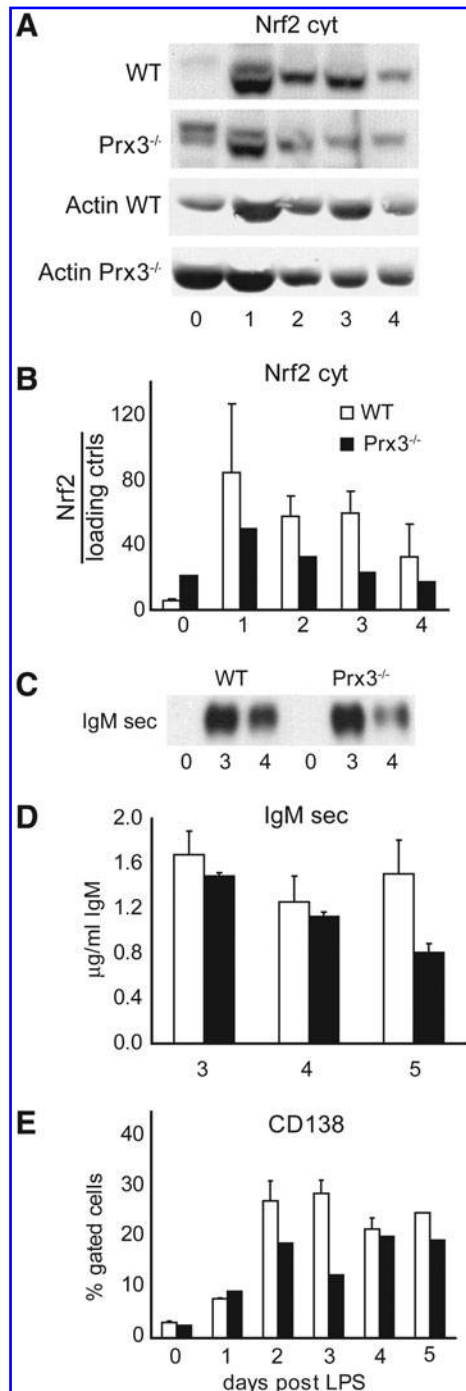 A
Nrf2 cyt
WT
Prx3-/-
Actin WT
Actin Prx3-/-
0 1 2 3 4
B
Nrf2 cyt
Nrf2
loading ctrls
120
80
40
0
WT
Prx3-/-
0 1 2 3 4
C
WT Prx3-/-
IgM sec
0 3 4 0 3 4
D
IgM sec
µg/ml IgM
2.0
1.6
1.2
0.8
0.4
0.0
3 4 5
E
CD138
% gated cells
40
30
20
10
0
0 1 2 3 4 5
days post LPS